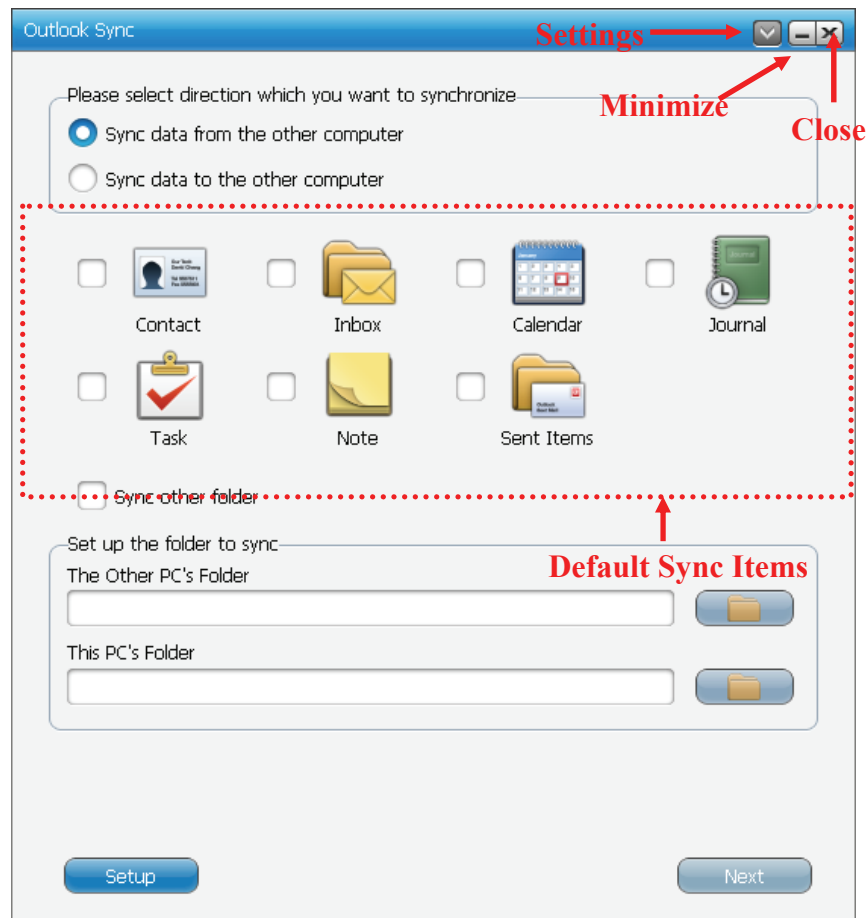 Outlook Sync
Settings
Minimize
Close
Please select direction which you want to synchronize
Sync data from the other computer
Sync data to the other computer
Contact Inbox Calendar Journal
Task Note Sent Items
Sync other folder
Default Sync Items
Set up the folder to sync
The Other PC's Folder
This PC's Folder
Setup Next